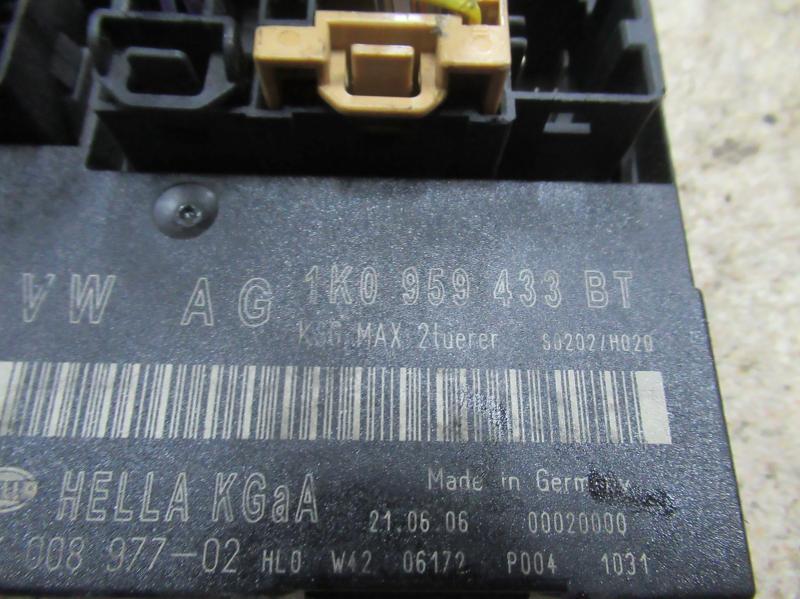 VW AG 1K0 959 433 BT
KSG MAX 2tuerer S0202/H020
HELLA KGaA Made in Germany
21.06.06 00020000
008 977-02 HL0 W42 06172 P004 1031